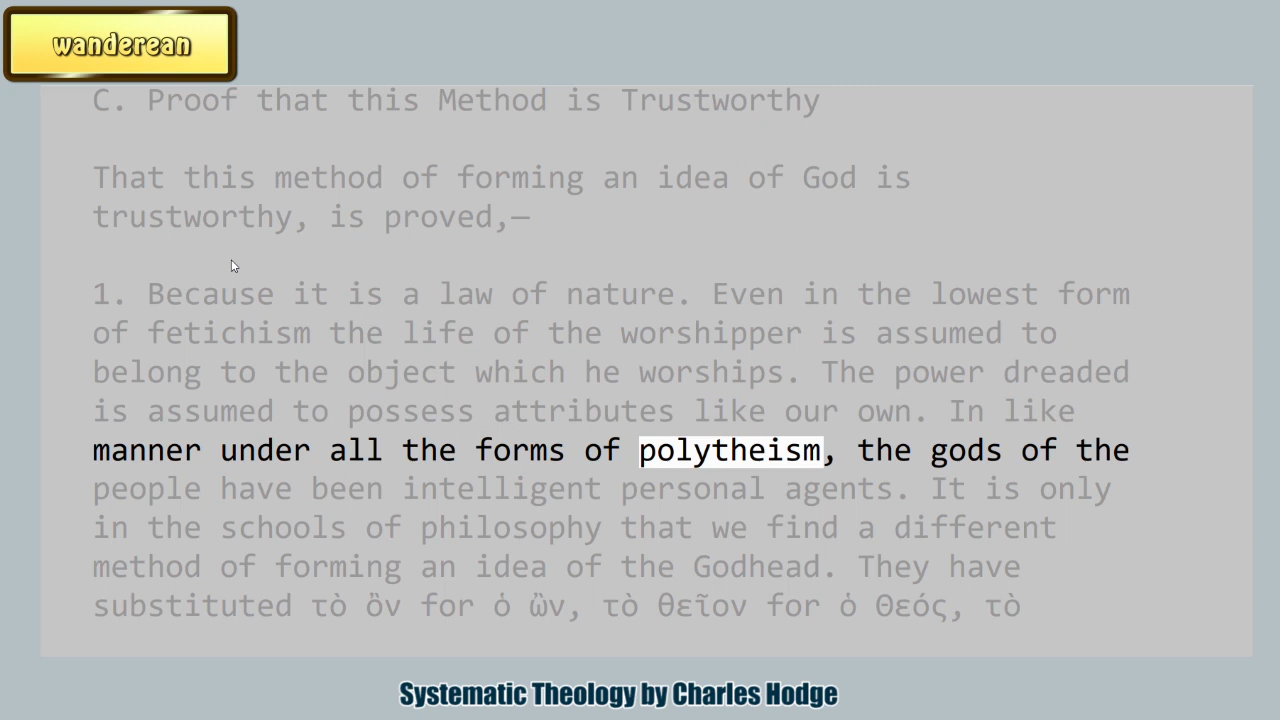 wanderean
C. Proof that this Method is Trustworthy
That this method of forming an idea of God is
trustworthy, is proved,—
1. Because it is a law of nature. Even in the lowest form
of fetichism the life of the worshipper is assumed to
belong to the object which he worships. The power dreaded
is assumed to possess attributes like our own. In like
manner under all the forms of polytheism, the gods of the
people have been intelligent personal agents. It is only
in the schools of philosophy that we find a different
method of forming an idea of the Godhead. They have
substituted τὸ ὂν for ὁ ὢν, τὸ θεῖον for ὁ Θεός, τὸ
Systematic Theology by Charles Hodge